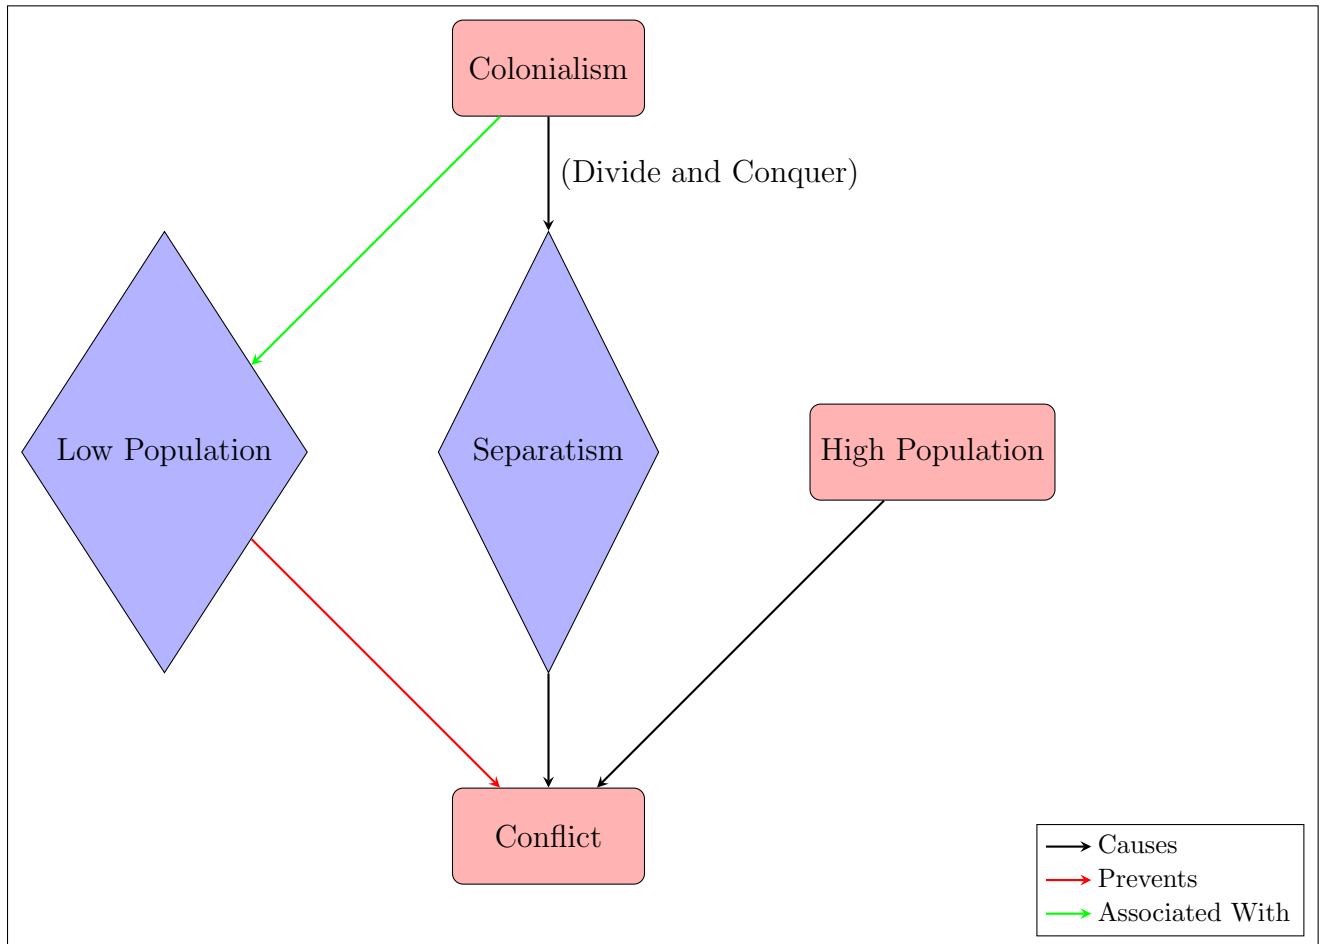 Colonialism
(Divide and Conquer)
Low Population
Separatism
High Population
Conflict
Causes
Prevents
Associated With